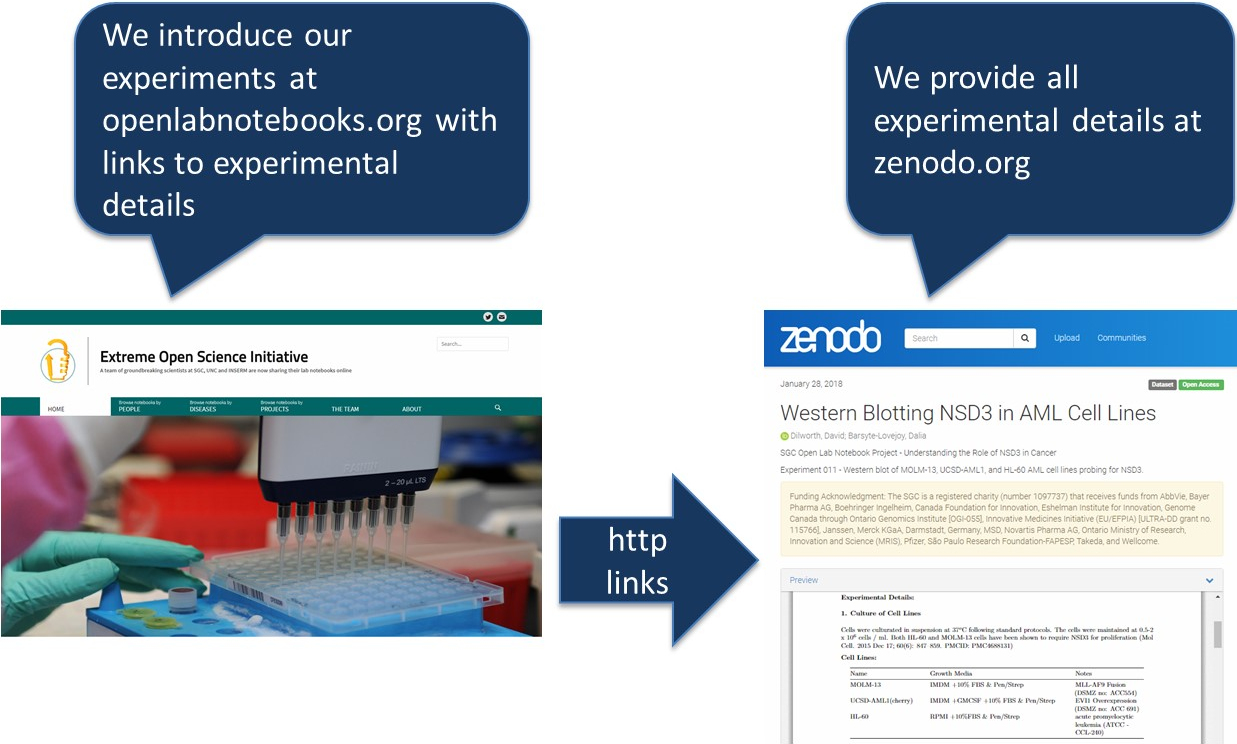 We introduce our
experiments at
openlabnotebooks.org with
links to experimental
details
We provide all
experimental details at
zenodo.org
Search...
Extreme Open Science Initiative
A team of groundbreaking scientists at SGC, UNC and INSERM are now sharing their lab notebooks online
HOME
Browse notebooks by
PEOPLE
Browse notebooks by
DISEASES
Browse notebooks by
PROJECTS
THE TEAM
ABOUT
2 – 20 µL LTS
http
links
zenodo
Search
Upload
Communities
January 28, 2018
Dataset
Open Access
Western Blotting NSD3 in AML Cell Lines
iD Dilworth, David; Barsyte-Lovejoy, Dalia
SGC Open Lab Notebook Project - Understanding the Role of NSD3 in Cancer
Experiment 011 - Western blot of MOLM-13, UCSD-AML1, and HL-60 AML cell lines probing for NSD3.
Funding Acknowledgment: The SGC is a registered charity (number 1097737) that receives funds from AbbVie, Bayer
Pharma AG, Boehringer Ingelheim, Canada Foundation for Innovation, Eshelman Institute for Innovation, Genome
Canada through Ontario Genomics Institute [OGI-055], Innovative Medicines Initiative (EU/EFPIA) [ULTRA-DD grant no.
115766], Janssen, Merck KGaA, Darmstadt, Germany, MSD, Novartis Pharma AG, Ontario Ministry of Research,
Innovation and Science (MRIS), Pfizer, São Paulo Research Foundation-FAPESP, Takeda, and Wellcome.
Preview
Experimental Details:
1. Culture of Cell Lines
Cells were culturated in suspension at 37°C following standard protocols. The cells were maintained at 0.5-2
x 10⁶ cells / ml. Both HL-60 and MOLM-13 cells have been shown to require NSD3 for proliferation (Mol
Cell. 2015 Dec 17; 60(6): 847–859. PMCID: PMC4688131)
Cell Lines:
Name Growth Media Notes
MOLM-13 IMDM +10% FBS & Pen/Strep MLL-AF9 Fusion
(DSMZ no: ACC554)
UCSD-AML1(cherry) IMDM +GMCSF +10% FBS & Pen/Strep EVI1 Overexpression
(DSMZ no: ACC 691)
HL-60 RPMI +10%FBS & Pen/Strep acute promyelocytic
leukemia (ATCC -
CCL-240)